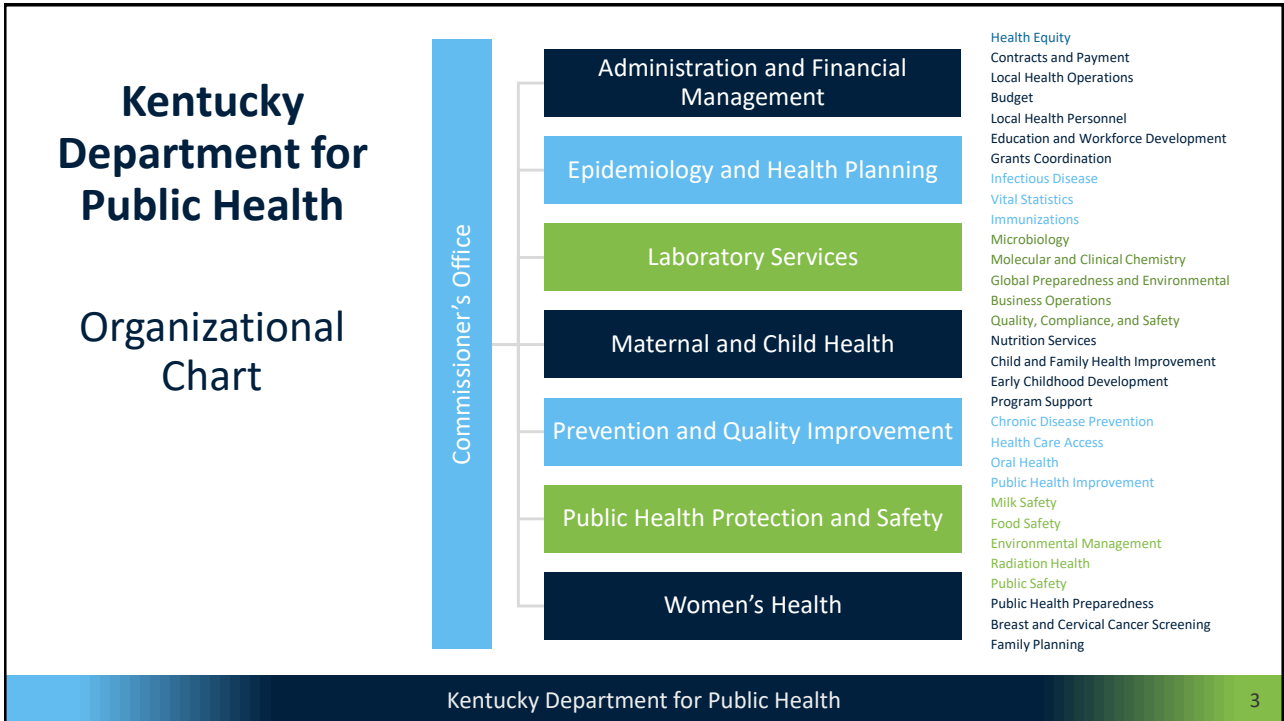 Kentucky
Department for
Public Health
Organizational
Chart
Commissioner's Office
Administration and Financial
Management
Epidemiology and Health Planning
Laboratory Services
Maternal and Child Health
Prevention and Quality Improvement
Public Health Protection and Safety
Women's Health
Health Equity
Contracts and Payment
Local Health Operations
Budget
Local Health Personnel
Education and Workforce Development
Grants Coordination
Infectious Disease
Vital Statistics
Immunizations
Microbiology
Molecular and Clinical Chemistry
Global Preparedness and Environmental
Business Operations
Quality, Compliance, and Safety
Nutrition Services
Child and Family Health Improvement
Early Childhood Development
Program Support
Chronic Disease Prevention
Health Care Access
Oral Health
Public Health Improvement
Milk Safety
Food Safety
Environmental Management
Radiation Health
Public Safety
Public Health Preparedness
Breast and Cervical Cancer Screening
Family Planning
Kentucky Department for Public Health
3